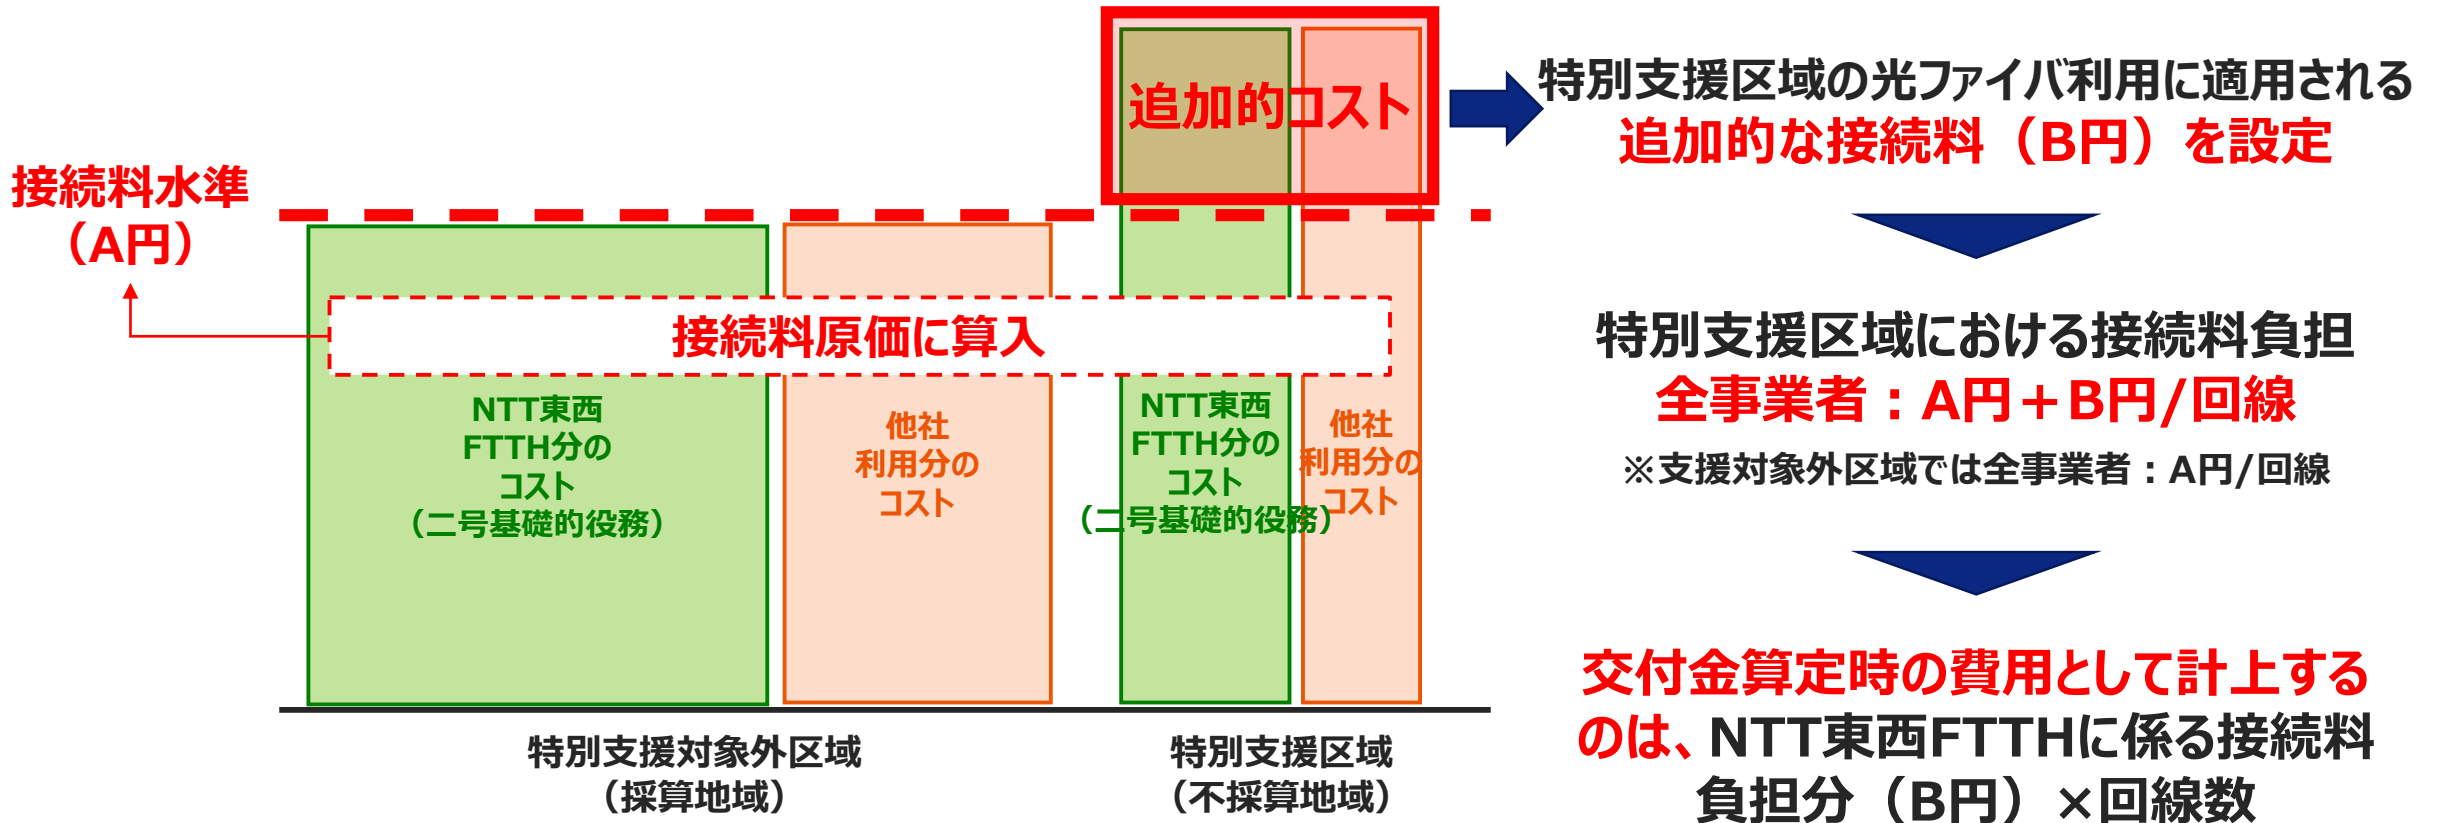 追加的コスト
接続料水準
（A円）
接続料原価に算入
NTT東西
FTTH分の
コスト
（二号基礎的役務）
他社
利用分の
コスト
NTT東西
FTTH分の
コスト
（二号基礎的役務）
他社
利用分の
コスト
特別支援対象外区域
（採算地域）
特別支援区域
（不採算地域）
特別支援区域の光ファイバ利用に適用される
追加的な接続料（B円）を設定
特別支援区域における接続料負担
全事業者：A円＋B円/回線
※支援対象外区域では全事業者：A円/回線
交付金算定時の費用として計上する
のは、NTT東西FTTHに係る接続料
負担分（B円）×回線数